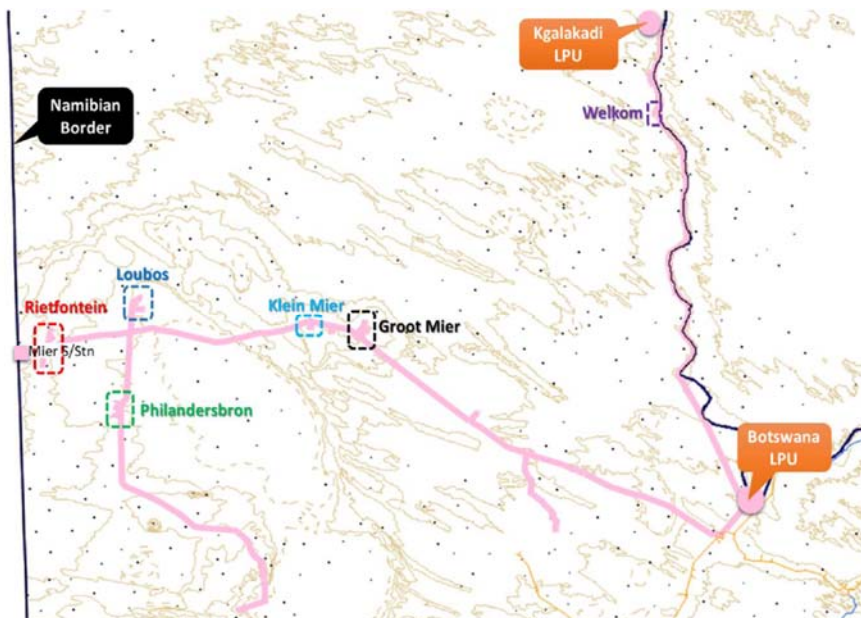 Kgalakadi
LPU
Namibian
Border
Welkom
Loubos
Rietfontein
Klein Mier
Groot Mier
Mier S/Stn
Philandersbron
Botswana
LPU